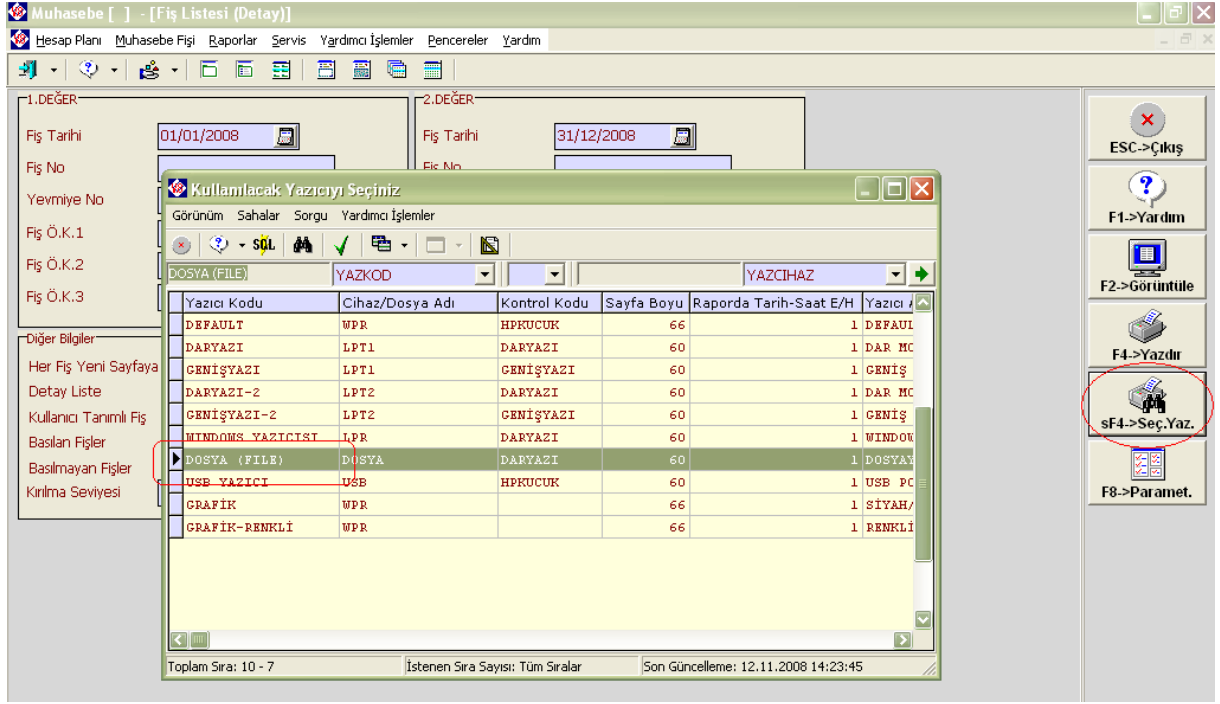 Muhasebe [ ] - [Fiş Listesi (Detay)]
Hesap Planı Muhasebe Fişi Raporlar Servis Yardımcı İşlemler Pencereler Yardım
1.DEĞER
2.DEĞER
Fiş Tarihi 01/01/2008
Fiş Tarihi 31/12/2008
Fiş No
Fiş No
Yevmiye No
Fiş Ö.K.1
Fiş Ö.K.2
Fiş Ö.K.3
Diğer Bilgiler
Her Fiş Yeni Sayfaya
Detay Liste
Kullanıcı Tanımlı Fiş
Basılan Fişler
Basılmayan Fişler
Kırılma Seviyesi
Kullanılacak Yazıcıyı Seçiniz
Görünüm Sahalar Sorgu Yardımcı İşlemler
SQL
DOSYA (FILE) YAZKOD YAZCIHAZ
Yazıcı Kodu Cihaz/Dosya Adı Kontrol Kodu Sayfa Boyu Raporda Tarih-Saat E/H Yazıcı
DEFAULT WPR HPKUCUK 66 1 DEFAUL
DARYAZI LPT1 DARYAZI 60 1 DAR MO
GENİŞYAZI LPT1 GENİŞYAZI 60 1 GENİŞ
DARYAZI-2 LPT2 DARYAZI 60 1 DAR MO
GENİŞYAZI-2 LPT2 GENİŞYAZI 60 1 GENİŞ
WINDOWS YAZICISI LPR DARYAZI 60 1 WINDOW
DOSYA (FILE) DOSYA DARYAZI 60 1 DOSYAY
USB YAZICI USB HPKUCUK 60 1 USB PO
GRAFİK WPR 66 1 SİYAH/
GRAFİK-RENKLİ WPR 66 1 RENKLİ
Toplam Sıra: 10 - 7 İstenen Sıra Sayısı: Tüm Sıralar Son Güncelleme: 12.11.2008 14:23:45
ESC->Çıkış
F1->Yardım
F2->Görüntüle
F4->Yazdır
sF4->Seç.Yaz.
F8->Paramet.